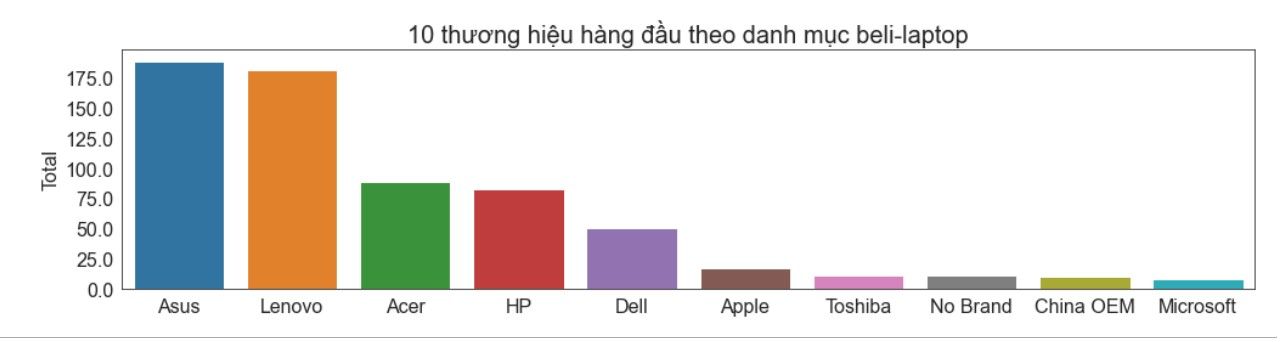 10 thương hiệu hàng đầu theo danh mục beli-laptop
Total
175.0
150.0
125.0
100.0
75.0
50.0
25.0
0.0
Asus Lenovo Acer HP Dell Apple Toshiba No Brand China OEM Microsoft